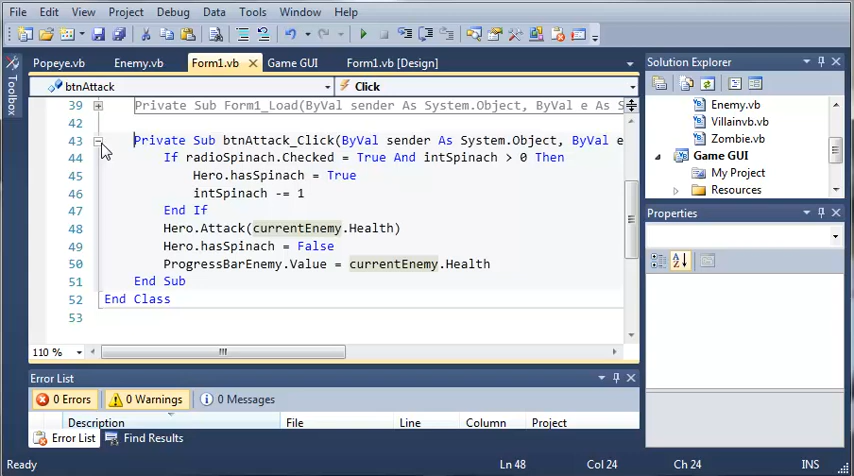 File Edit View Project Debug Data Tools Window Help
Popeye.vb Enemy.vb Form1.vb Game GUI Form1.vb [Design]
btnAttack Click
39 Private Sub Form1_Load(ByVal sender As System.Object, ByVal e As S
42
43 Private Sub btnAttack_Click(ByVal sender As System.Object, ByVal e
44 If radioSpinach.Checked = True And intSpinach > 0 Then
45 Hero.hasSpinach = True
46 intSpinach -= 1
47 End If
48 Hero.Attack(currentEnemy.Health)
49 Hero.hasSpinach = False
50 ProgressBarEnemy.Value = currentEnemy.Health
51 End Sub
52 End Class
53
110 %
Toolbox
Solution Explorer
Enemy.vb
Villainvb.vb
Zombie.vb
Game GUI
My Project
Resources
Properties
Error List
0 Errors 0 Warnings 0 Messages
Description File Line Column Project
Error List Find Results
Ready Ln 48 Col 24 Ch 24 INS